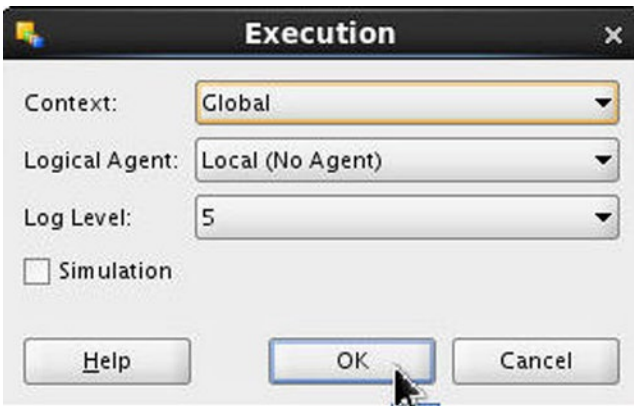 Execution
Context: Global
Logical Agent: Local (No Agent)
Log Level: 5
Simulation
Help OK Cancel